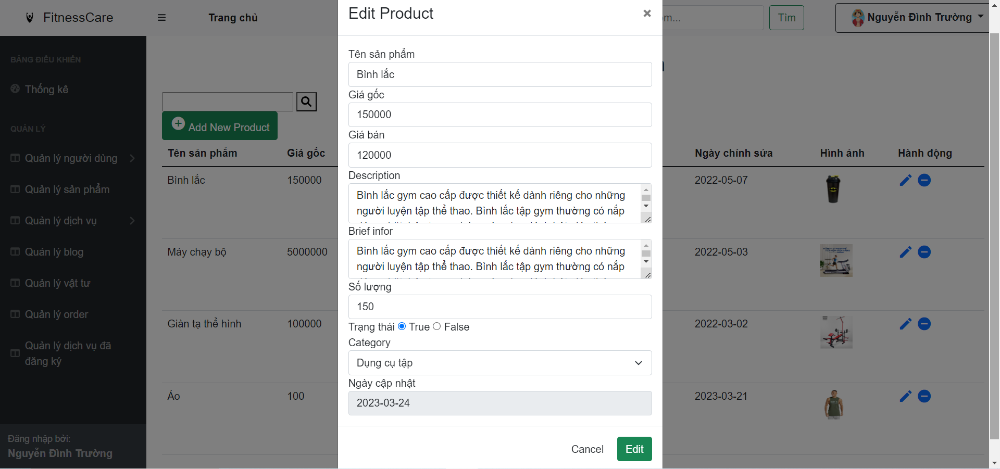 FitnessCare
Trang chủ
Tìm
Nguyễn Đình Trường
BẢNG ĐIỀU KHIỂN
Thống kê
QUẢN LÝ
Quản lý người dùng
Quản lý sản phẩm
Quản lý dịch vụ
Quản lý blog
Quản lý vật tư
Quản lý order
Quản lý dịch vụ đã
đăng ký
Đăng nhập bởi:
Nguyễn Đình Trường
Add New Product
Tên sản phẩm Giá gốc Ngày chỉnh sửa Hình ảnh Hành động
Bình lắc 150000 2022-05-07
Máy chạy bộ 5000000 2022-05-03
Giàn tạ thể hình 100000 2022-03-02
Áo 100 2023-03-21
Edit Product
Tên sản phẩm
Bình lắc
Giá gốc
150000
Giá bán
120000
Description
Bình lắc gym cao cấp được thiết kế dành riêng cho những
người luyện tập thể thao. Bình lắc tập gym thường có nắp
Brief infor
Bình lắc gym cao cấp được thiết kế dành riêng cho những
người luyện tập thể thao. Bình lắc tập gym thường có nắp
Số lượng
150
Trạng thái True False
Category
Dụng cụ tập
Ngày cập nhật
2023-03-24
Cancel Edit